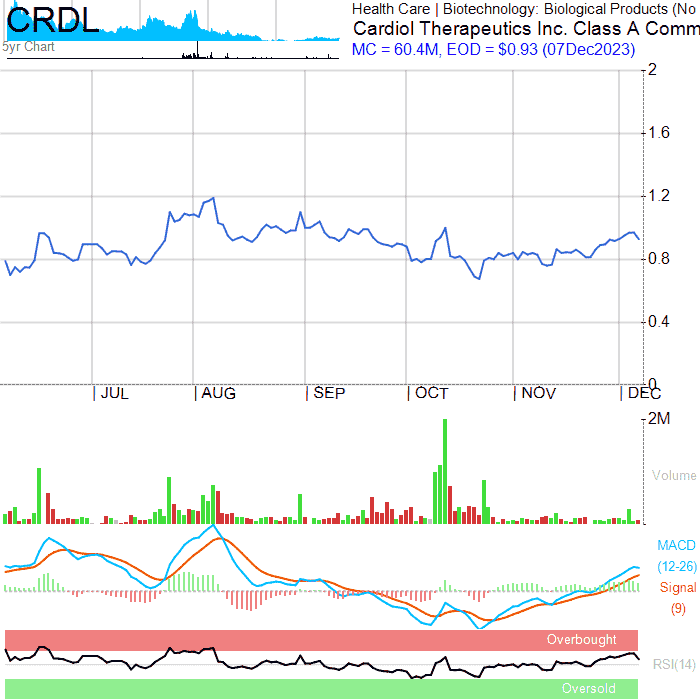 CRDL
5yr Chart
Health Care | Biotechnology: Biological Products (No
Cardiol Therapeutics Inc. Class A Comm
MC = 60.4M, EOD = $0.93 (07Dec2023)
2
1.6
1.2
0.8
0.4
0
JUL AUG SEP OCT NOV DEC
2M
Volume
MACD
(12-26)
Signal
(9)
Overbought
RSI(14)
Oversold